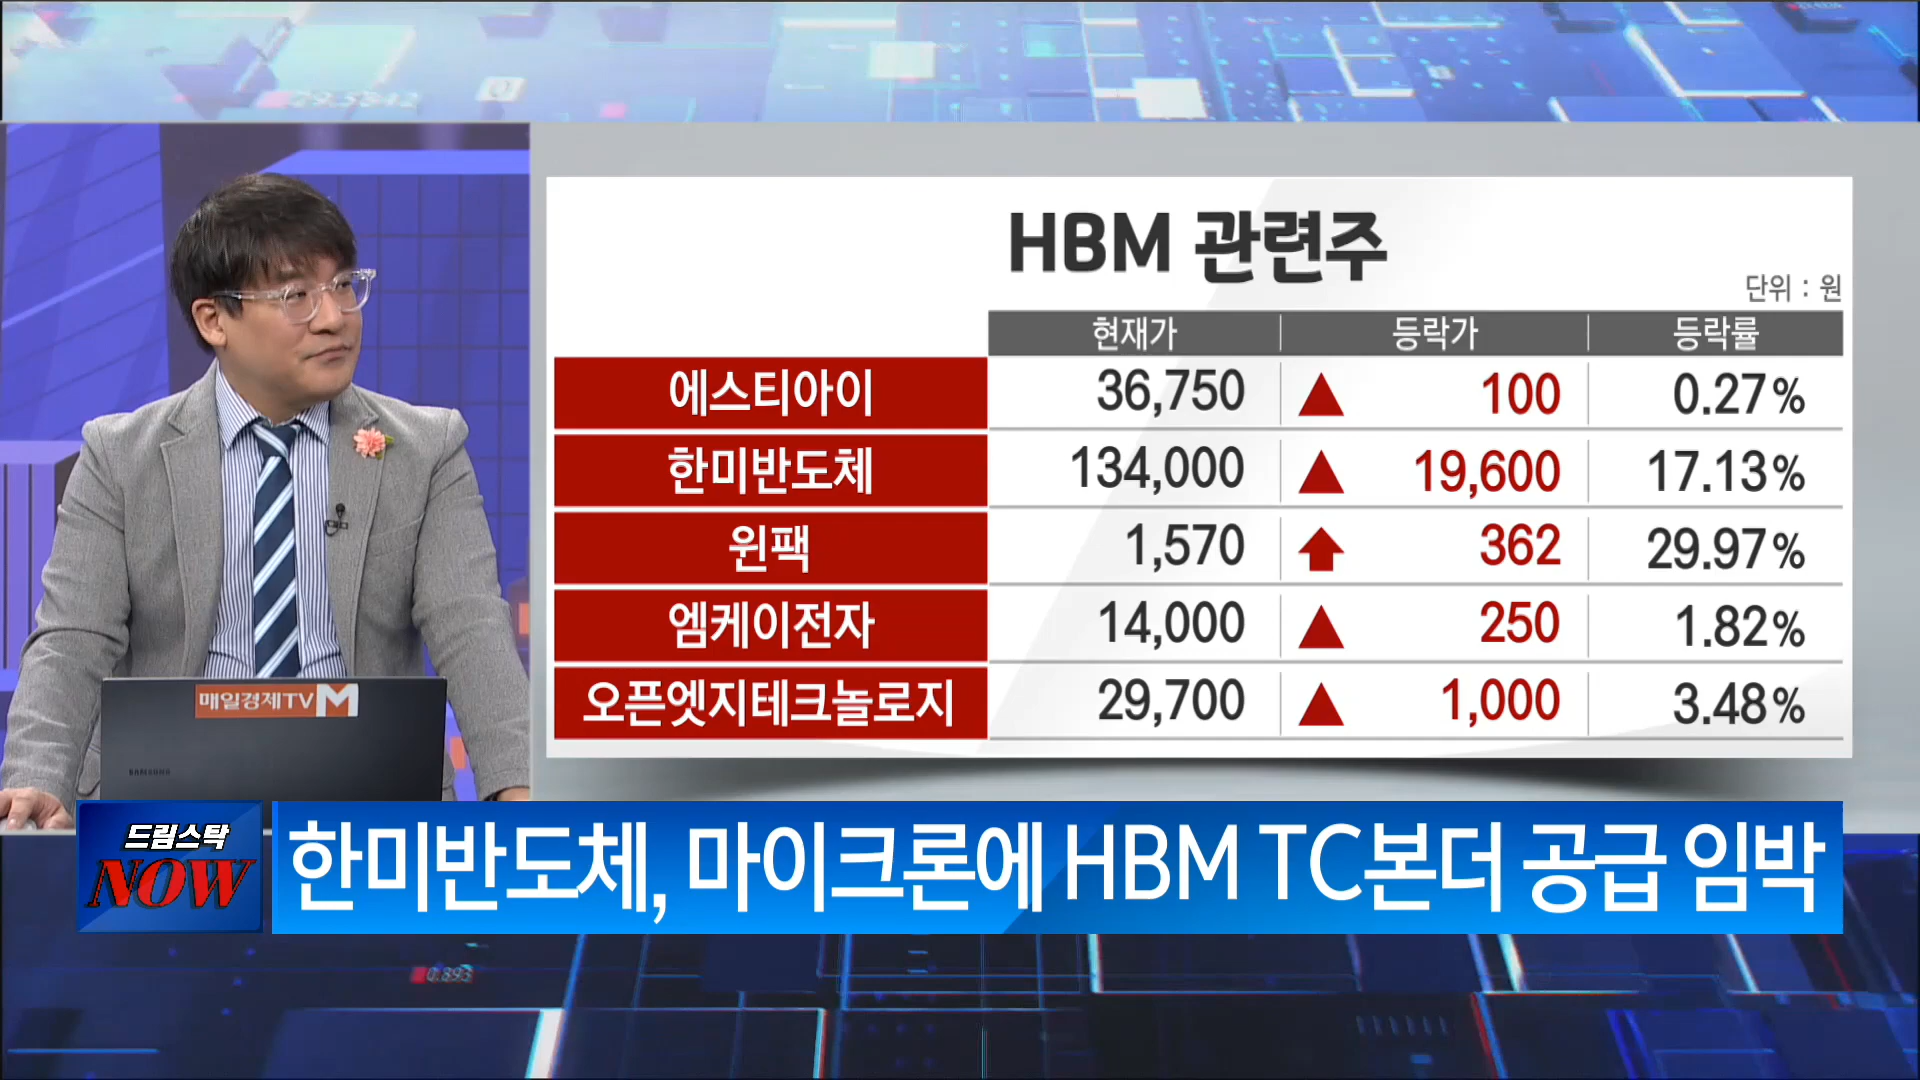 HBM 관련주
단위 : 원
현재가 등락가 등락률
에스티아이 36,750 ▲ 100 0.27%
한미반도체 134,000 ▲ 19,600 17.13%
윈팩 1,570 ⬆ 362 29.97%
엠케이전자 14,000 ▲ 250 1.82%
오픈엣지테크놀로지 29,700 ▲ 1,000 3.48%
매일경제TV M
SAMSUNG
드림스탁
NOW
한미반도체, 마이크론에 HBM TC본더 공급 임박
0.893